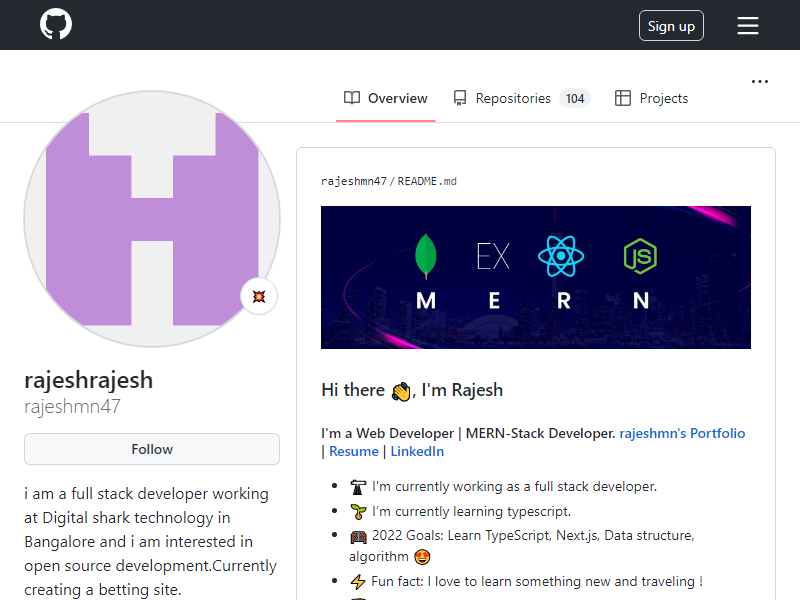 Sign up
Overview
Repositories 104
Projects
rajeshmn47/README.md
EX
JS
M E R N
rajeshrajesh
rajeshmn47
Follow
i am a full stack developer working
at Digital shark technology in
Bangalore and i am interested in
open source development.Currently
creating a betting site.
Hi there 👋, I'm Rajesh
I'm a Web Developer | MERN-Stack Developer. rajeshmn's Portfolio
| Resume | LinkedIn
I'm currently working as a full stack developer.
I'm currently learning typescript.
2022 Goals: Learn TypeScript, Next.js, Data structure,
algorithm 😍
⚡ Fun fact: I love to learn something new and traveling !